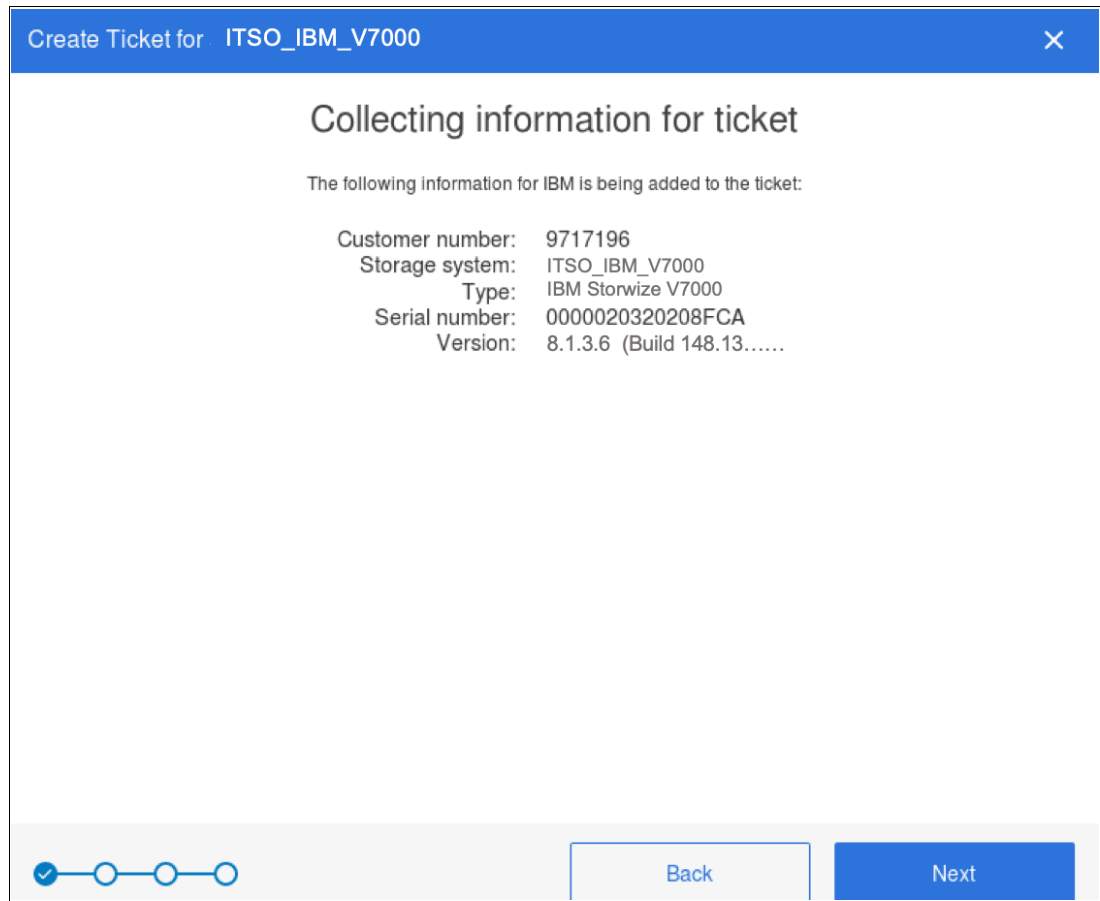 Create Ticket for ITSO_IBM_V7000
Collecting information for ticket
The following information for IBM is being added to the ticket:
Customer number: 9717196
Storage system: ITSO_IBM_V7000
Type: IBM Storwize V7000
Serial number: 0000020320208FCA
Version: 8.1.3.6 (Build 148.13......
Back Next